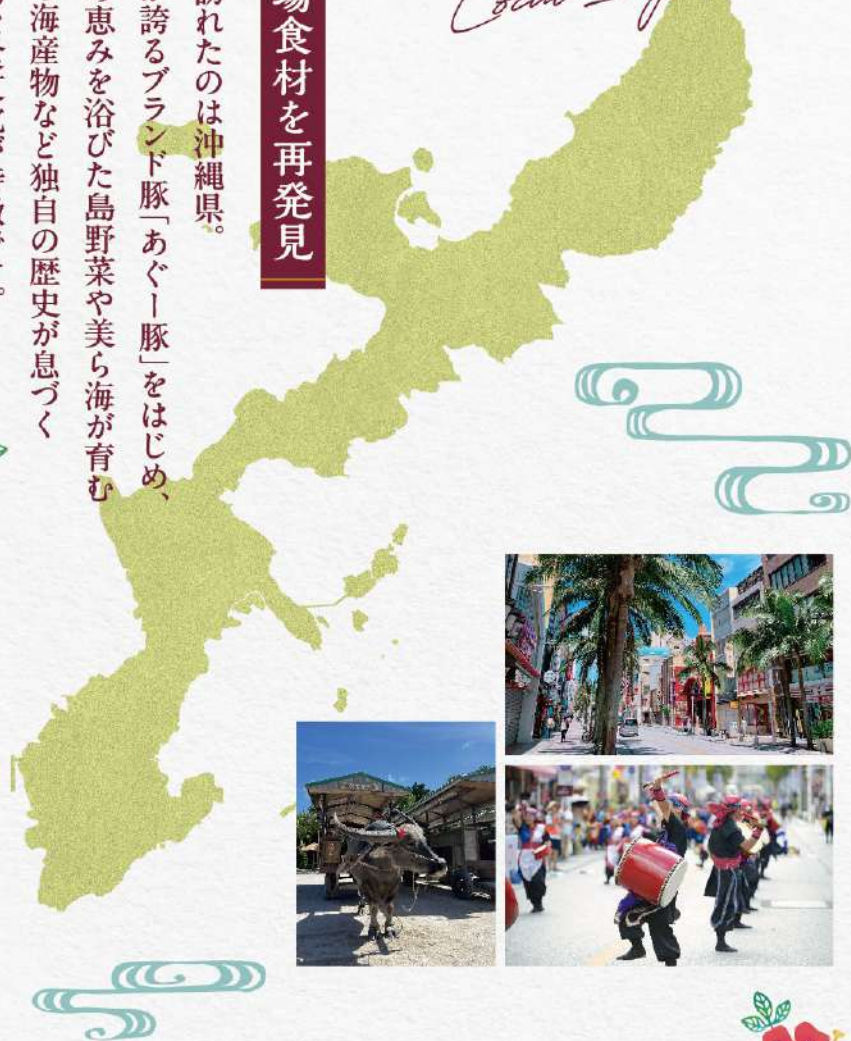 場食材を再発見
訪れたのは沖縄県。
誇るブランド豚「あぐー豚」をはじめ、
恵みを浴びた島野菜や美ら海が育む
海産物など独自の歴史が息づく